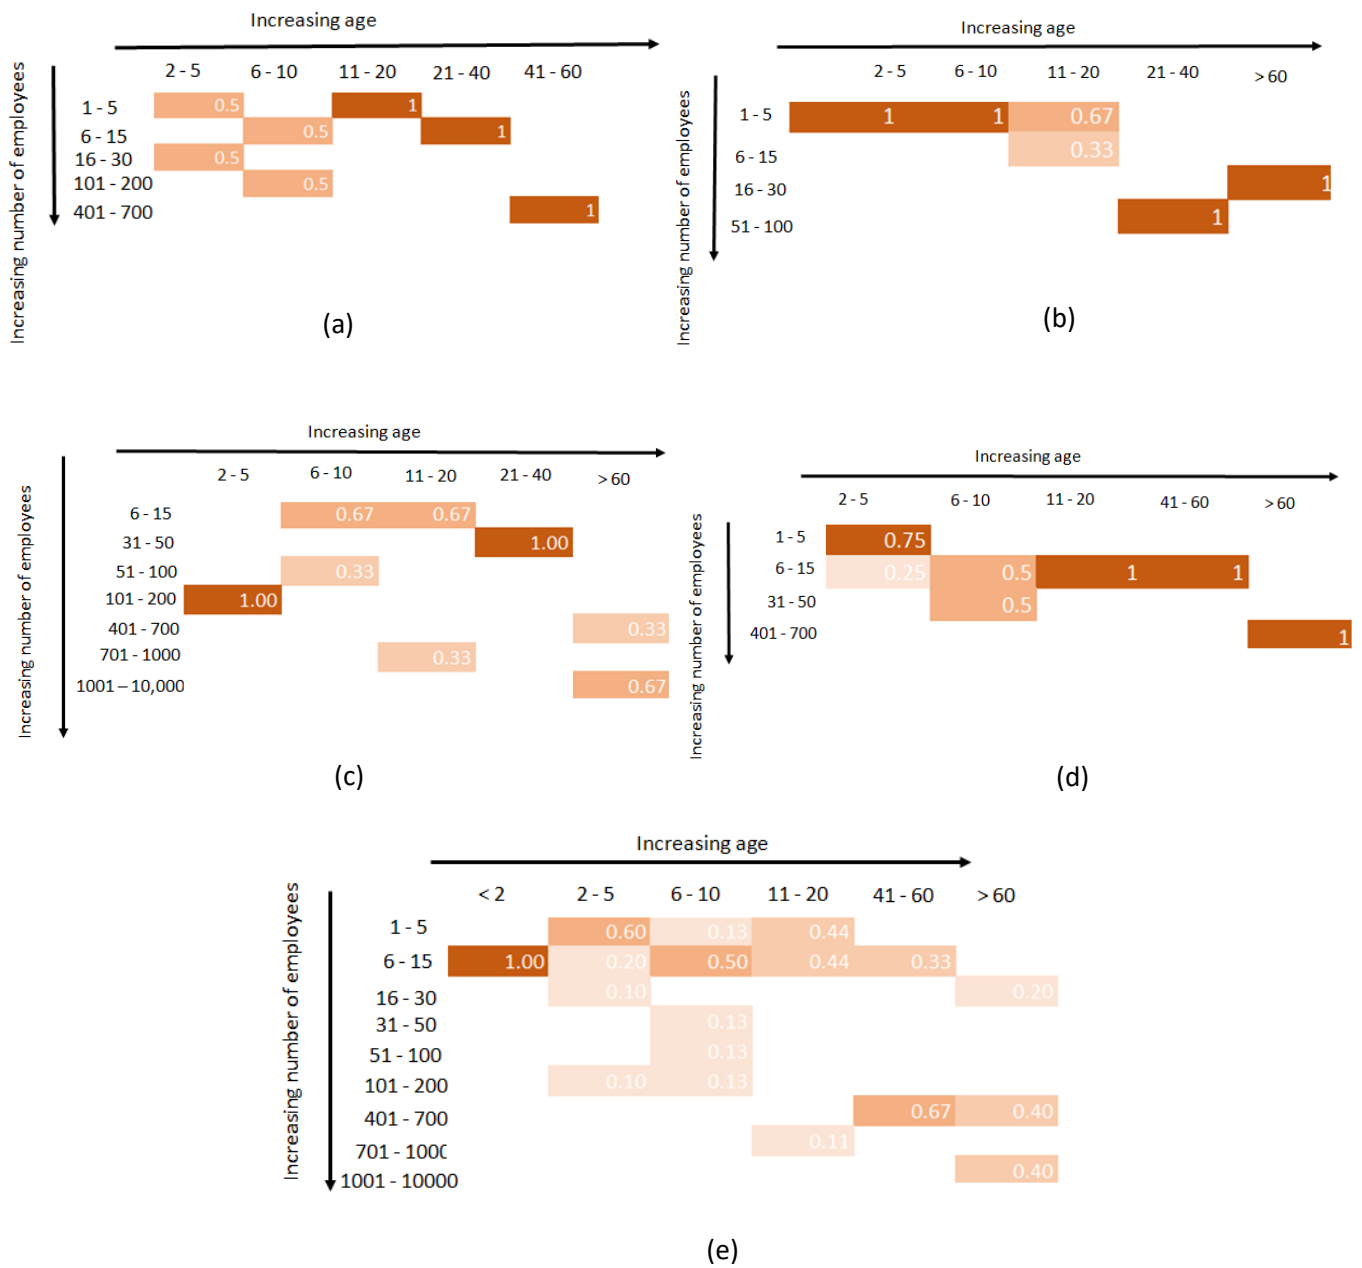 Increasing age
Increasing number of employees
2 - 5 6 - 10 11 - 20 21 - 40 41 - 60
1 - 5 0.5 1
6 - 15 0.5 1
16 - 30 0.5
101 - 200 0.5
401 - 700 1
(a)
Increasing age
Increasing number of employees
2 - 5 6 - 10 11 - 20 21 - 40 > 60
1 - 5 1 1 0.67
6 - 15 0.33
16 - 30 1
51 - 100 1
(b)
Increasing age
Increasing number of employees
2 - 5 6 - 10 11 - 20 21 - 40 > 60
6 - 15 0.67 0.67
31 - 50 1.00
51 - 100 0.33
101 - 200 1.00
401 - 700 0.33
701 - 1000 0.33
1001 – 10,000 0.67
(c)
Increasing age
Increasing number of employees
2 - 5 6 - 10 11 - 20 41 - 60 > 60
1 - 5 0.75
6 - 15 0.25 0.5 1 1
31 - 50 0.5
401 - 700 1
(d)
Increasing age
Increasing number of employees
< 2 2 - 5 6 - 10 11 - 20 41 - 60 > 60
1 - 5 0.60 0.13 0.44
6 - 15 1.00 0.20 0.50 0.44 0.33
16 - 30 0.10 0.20
31 - 50 0.13
51 - 100 0.13
101 - 200 0.10 0.13
401 - 700 0.67 0.40
701 - 1000 0.11
1001 - 10000 0.40
(e)